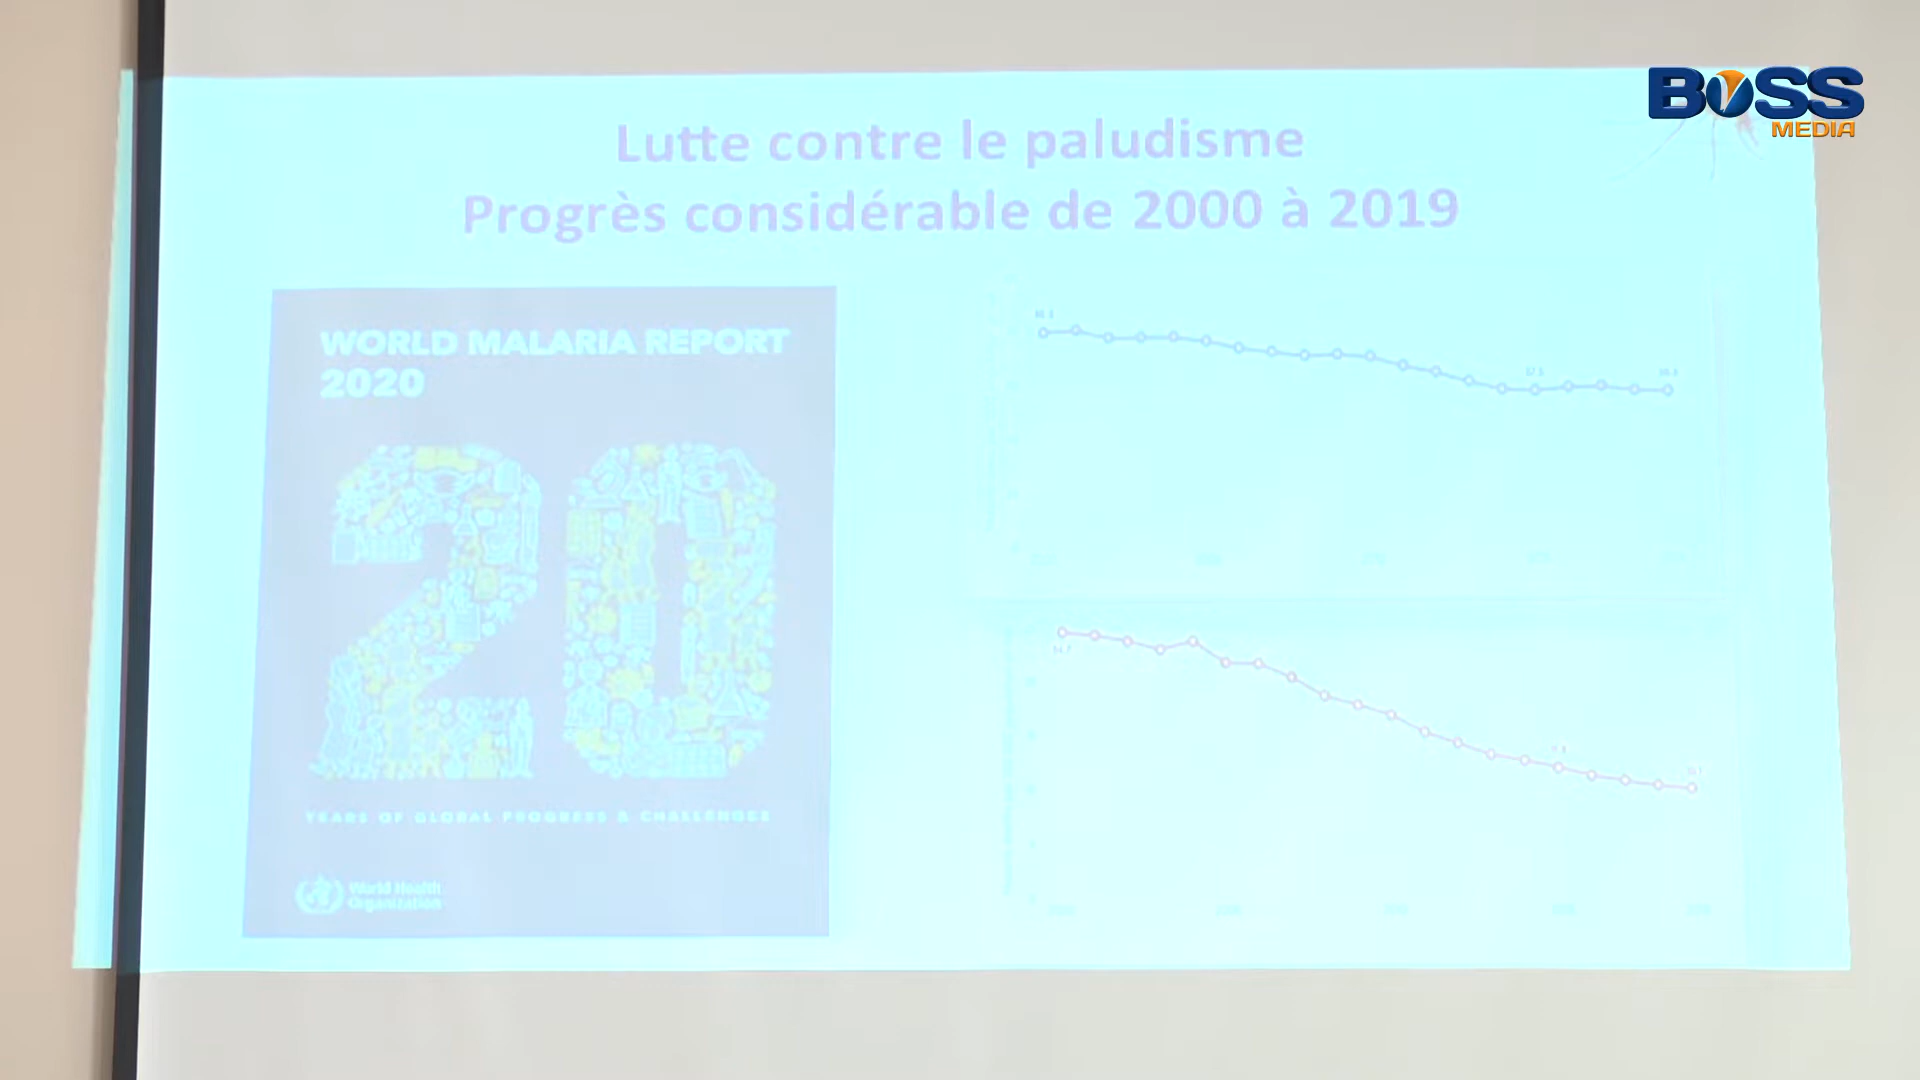 BOSS
MEDIA
Lutte contre le paludisme
Progrès considérable de 2000 à 2019
WORLD MALARIA REPORT
2020
20
YEARS OF GLOBAL PROGRESS & CHALLENGES
World Health
Organization